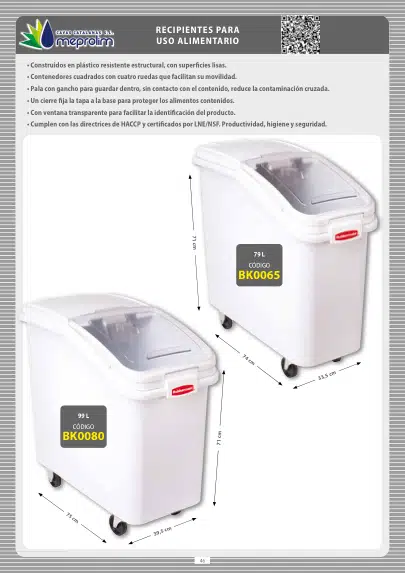 CAPAS CATALANAS S.L.
meprolim
RECIPIENTES PARA
USO ALIMENTARIO
• Construidos en plástico resistente estructural, con superficies lisas.
• Contenedores cuadrados con cuatro ruedas que facilitan su movilidad.
• Pala con gancho para guardar dentro, sin contacto con el contenido, reduce la contaminación cruzada.
• Un cierre fija la tapa a la base para proteger los alimentos contenidos.
• Con ventana transparente para facilitar la identificación del producto.
• Cumplen con las directrices de HACCP y certificados por LNE/NSF. Productividad, higiene y seguridad.
71 cm
79 L
CÓDIGO
BK0065
Rubbermaid
74 cm
33,5 cm
99 L
CÓDIGO
BK0080
Rubbermaid
71 cm
75 cm
39,5 cm